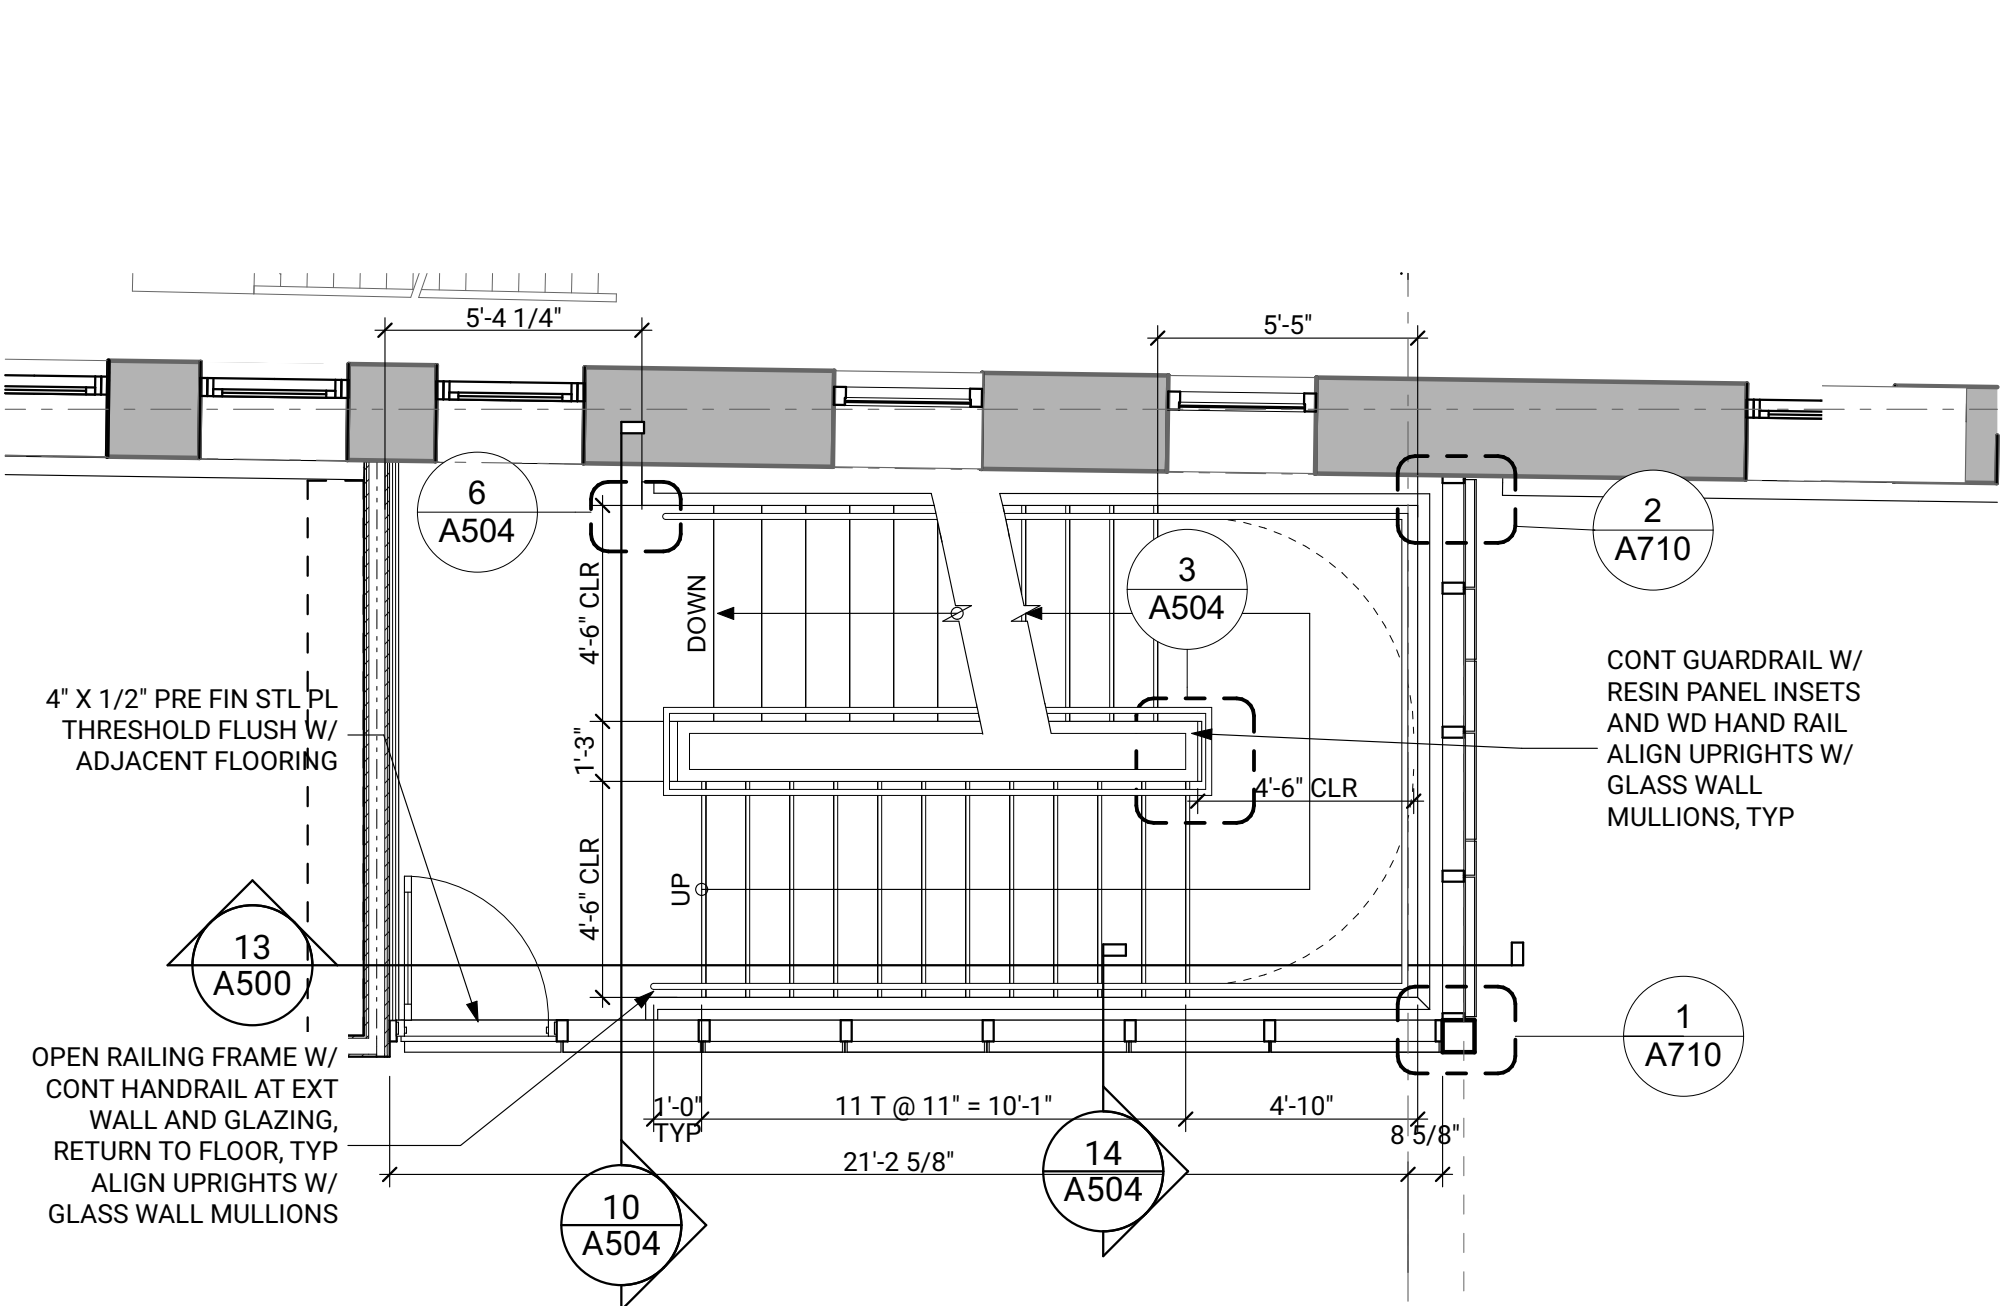 5'-4 1/4"
5'-5"
6
A504
2
A710
3
A504
4'-6" CLR
DOWN
1'-3"
4'-6" CLR
4'-6" CLR
UP
4" X 1/2" PRE FIN STL PL
THRESHOLD FLUSH W/
ADJACENT FLOORING
CONT GUARDRAIL W/
RESIN PANEL INSETS
AND WD HAND RAIL
ALIGN UPRIGHTS W/
GLASS WALL
MULLIONS, TYP
13
A500
1
A710
OPEN RAILING FRAME W/
CONT HANDRAIL AT EXT
WALL AND GLAZING,
RETURN TO FLOOR, TYP
ALIGN UPRIGHTS W/
GLASS WALL MULLIONS
1'-0"
TYP
11 T @ 11" = 10'-1"
4'-10"
8 5/8"
21'-2 5/8"
14
A504
10
A504